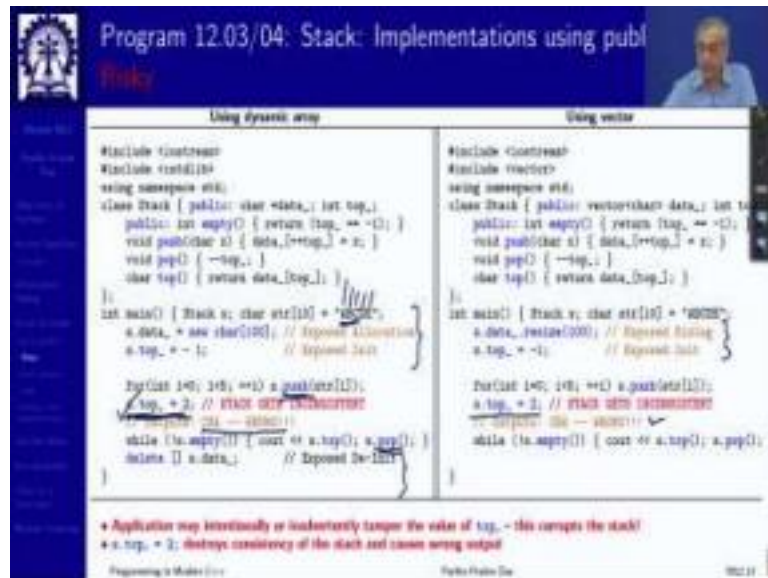 Program 12.03/04: Stack: Implementations using publ
Risky
Using dynamic array
#include <iostream>
#include <cstdlib>
using namespace std;
class Stack { public: char *data_; int top_;
public: int empty() { return (top_ == -1); }
void push(char x) { data_[++top_] = x; }
void pop() { --top_; }
char top() { return data_[top_]; }
};
int main() { Stack s; char str[10] = "ABCDE";
s.data_ = new char[100]; // Exposed Allocation
s.top_ = - 1; // Exposed Init
for(int i=0; i<5; ++i) s.push(str[i]);
s.top_ = 2; // STACK GETS INCONSISTENT
// Outputs: CBA -- WRONG!!!
while (!s.empty()) { cout << s.top(); s.pop(); }
delete [] s.data_; // Exposed De-Init
}
Using vector
#include <iostream>
#include <vector>
using namespace std;
class Stack { public: vector<char> data_; int t
public: int empty() { return (top_ == -1); }
void push(char x) { data_[++top_] = x; }
void pop() { --top_; }
char top() { return data_[top_]; }
};
int main() { Stack s; char str[10] = "ABCDE";
s.data_.resize(100); // Exposed Sizing
s.top_ = -1; // Exposed Init
for(int i=0; i<5; ++i) s.push(str[i]);
s.top_ = 2; // STACK GETS INCONSISTENT
// Outputs: CBA -- WRONG!!!
while (!s.empty()) { cout << s.top(); s.pop();
}
• Application may intentionally or inadvertently tamper the value of top_ – this corrupts the stack!
• s.top_ = 2; destroys consistency of the stack and causes wrong output
Programming in Modern C++
Partha Pratim Das